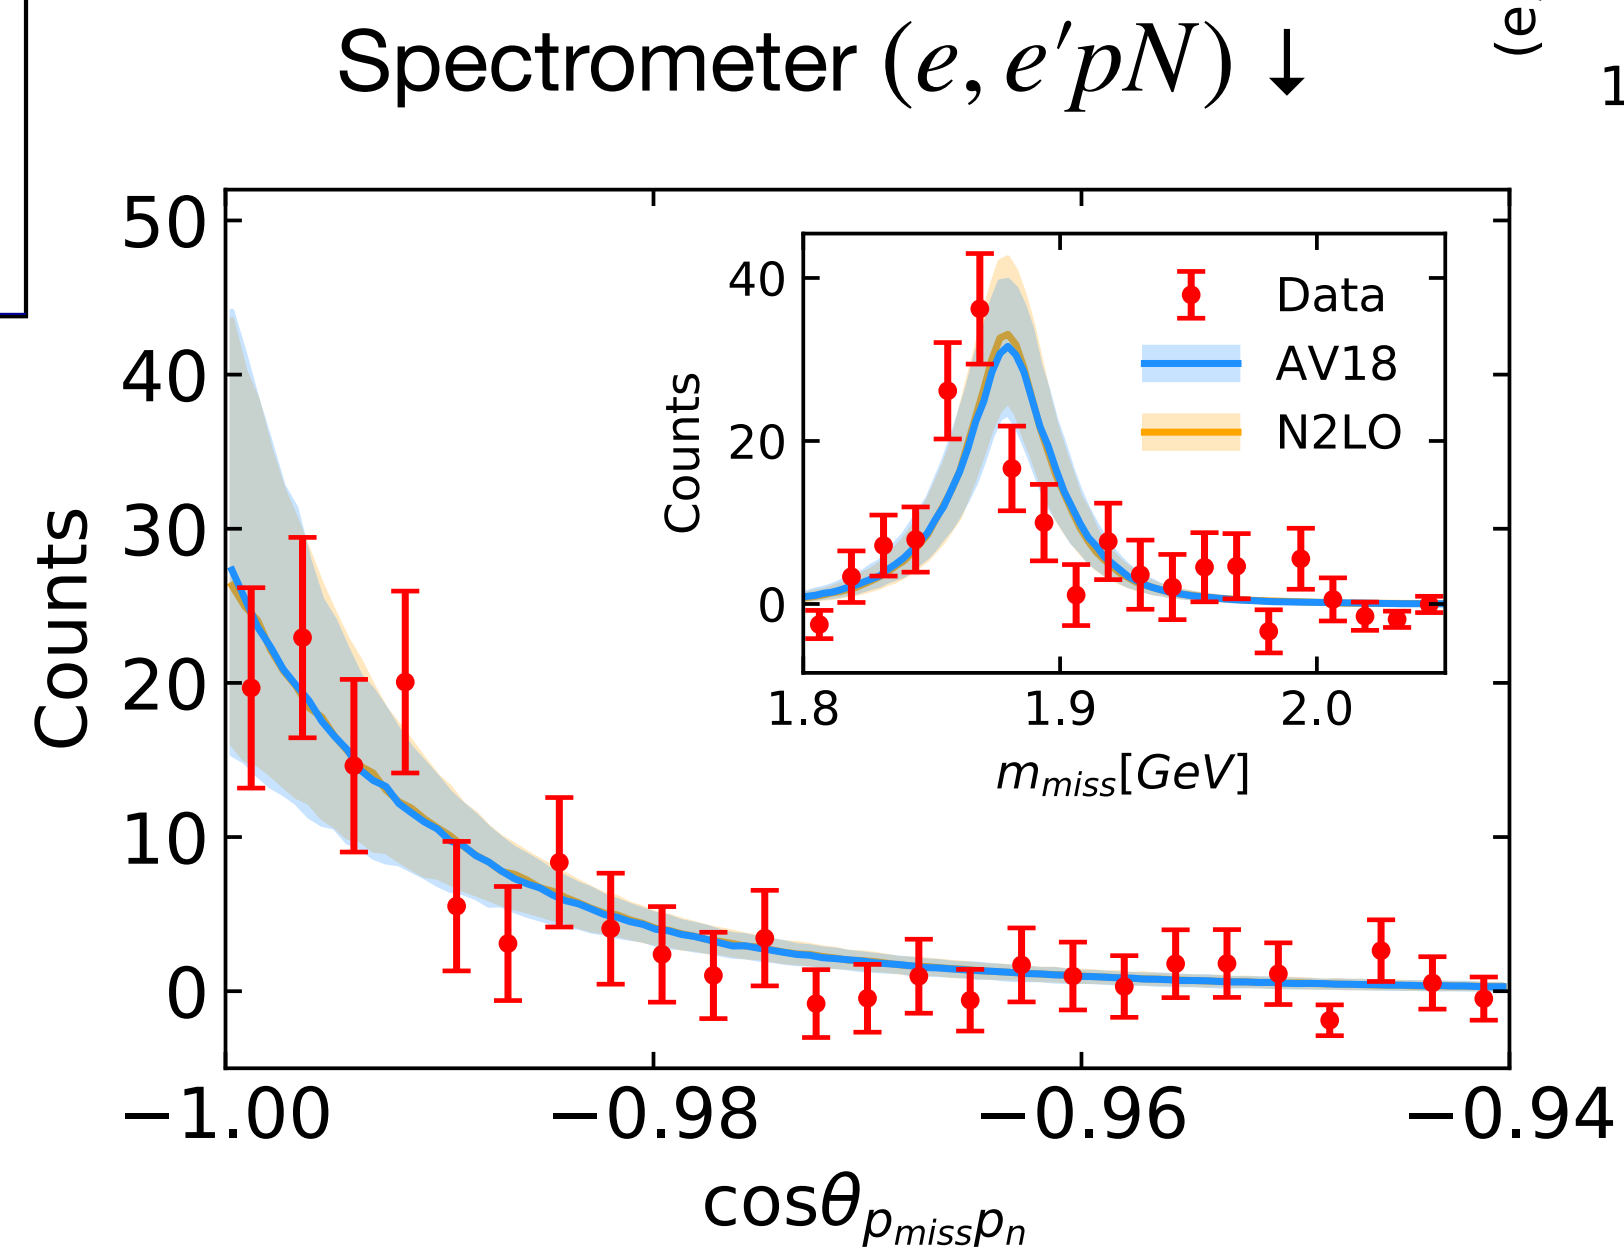 Spectrometer (e, e′pN) ↓
(e,
1
50
40
30
20
10
0
Counts
−1.00
−0.98
−0.96
−0.94
cosθ_{p_{miss}p_n}
40
20
0
Counts
Data
AV18
N2LO
1.8
1.9
2.0
m_{miss}[GeV]